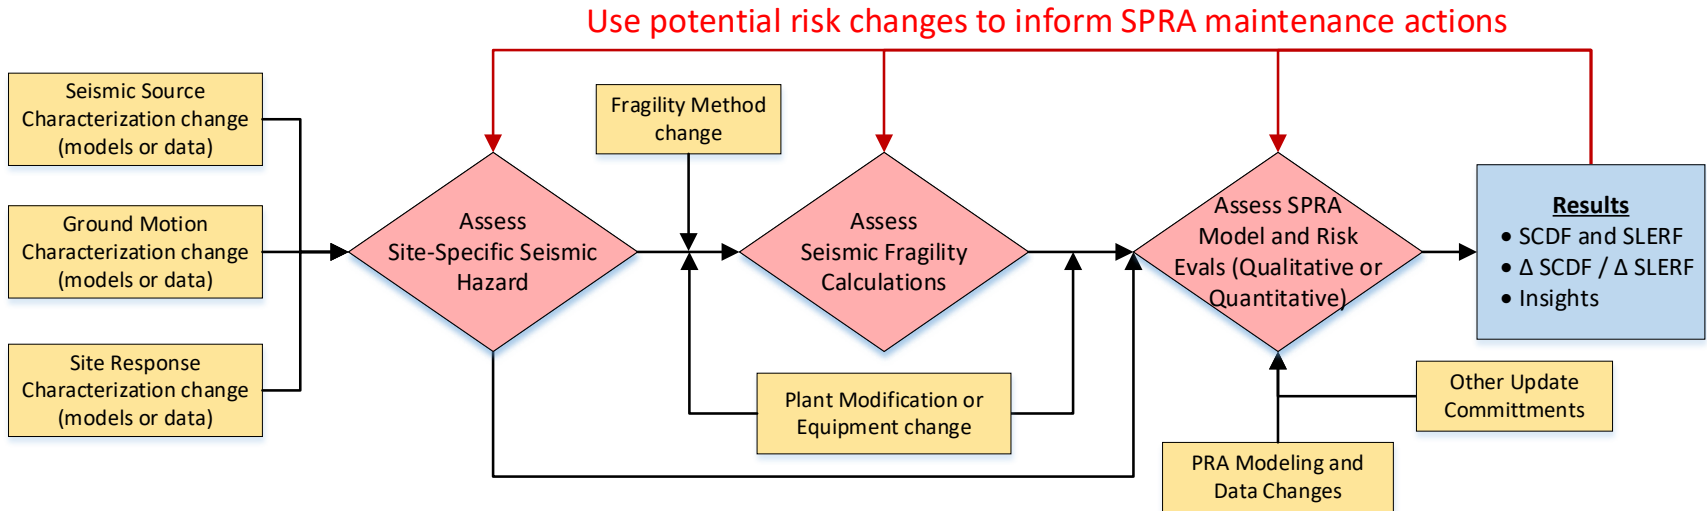 Use potential risk changes to inform SPRA maintenance actions
Seismic Source
Characterization change
(models or data)
Ground Motion
Characterization change
(models or data)
Site Response
Characterization change
(models or data)
Assess
Site-Specific Seismic
Hazard
Fragility Method
change
Assess
Seismic Fragility
Calculations
Plant Modification or
Equipment change
Assess SPRA
Model and Risk
Evals (Qualitative or
Quantitative)
PRA Modeling and
Data Changes
Other Update
Committments
Results
• SCDF and SLERF
• Δ SCDF / Δ SLERF
• Insights